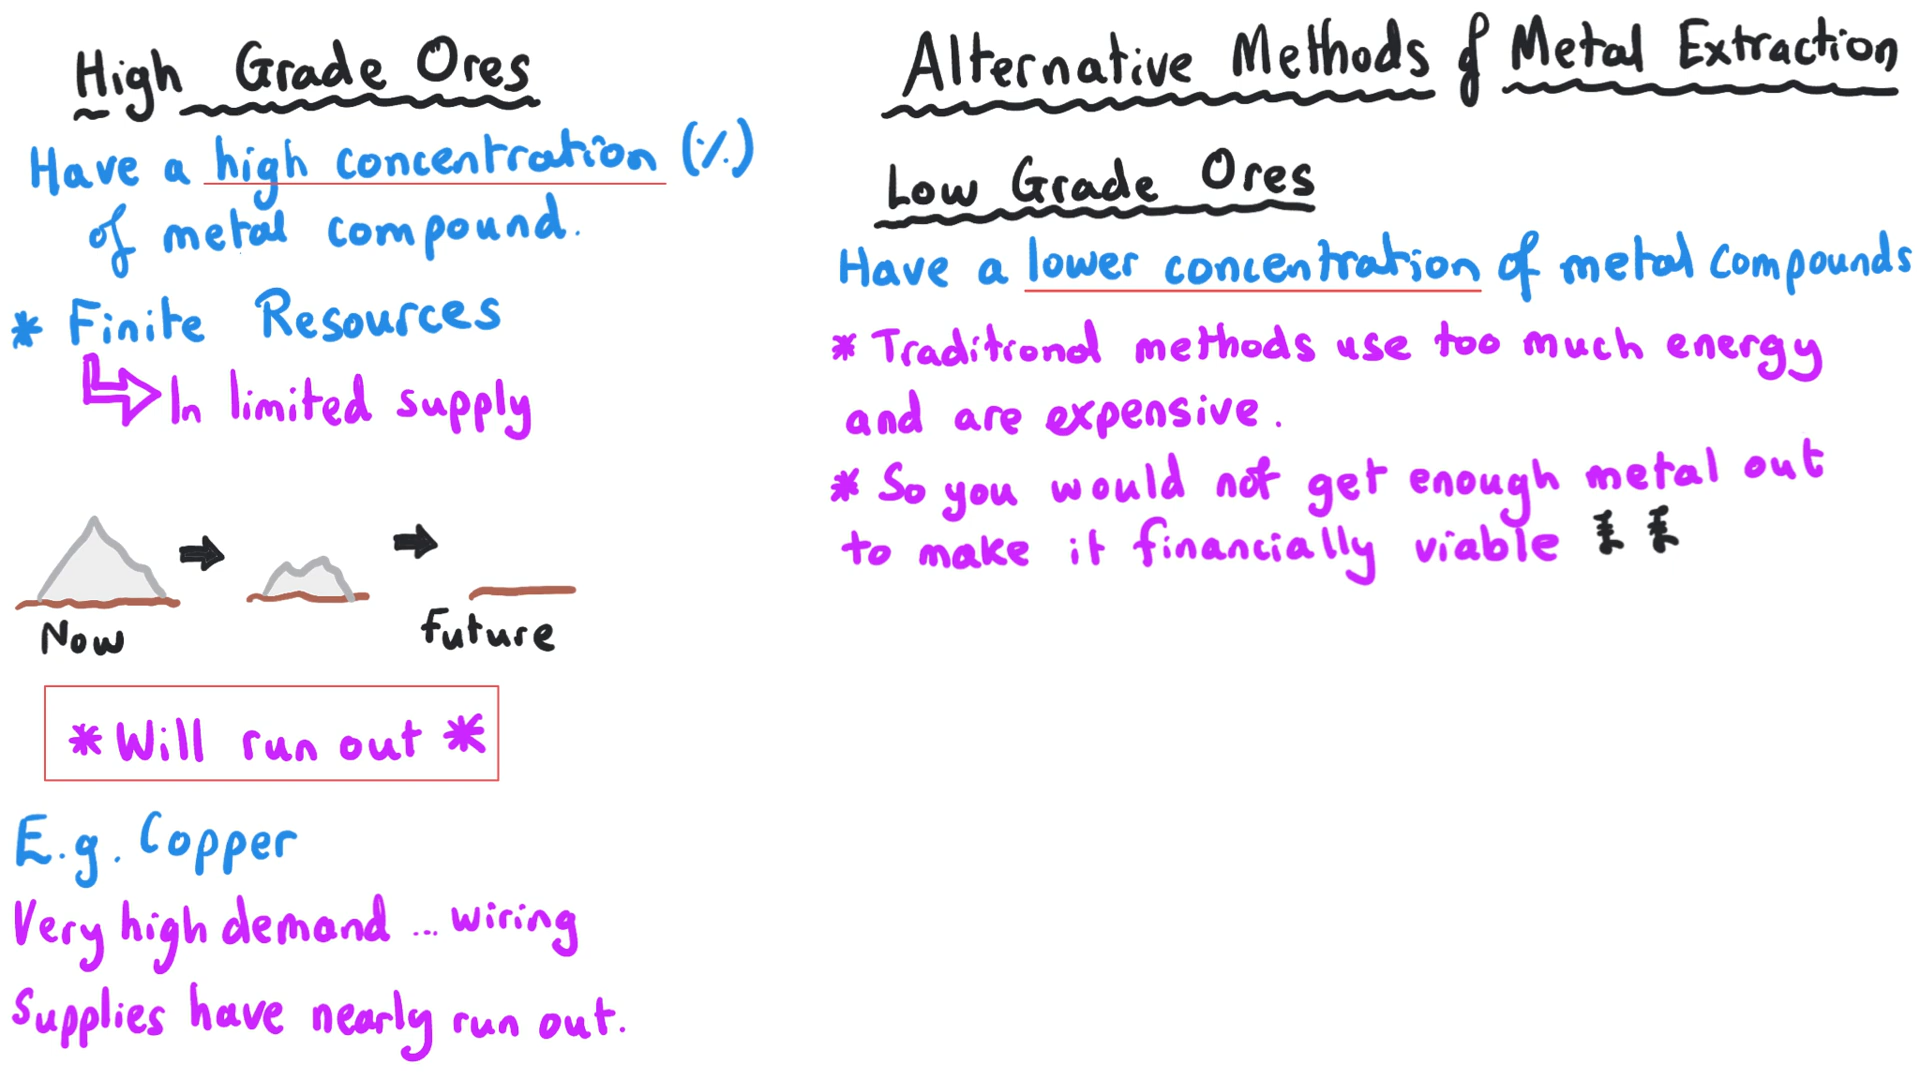 High Grade Ores
Have a high concentration (%)
of metal compound.
* Finite Resources
In limited supply
Now
Future
* Will run out *
E.g. Copper
Very high demand ... wiring
Supplies have nearly run out.
Alternative Methods of Metal Extraction
Low Grade Ores
Have a lower concentration of metal compounds
* Traditional methods use too much energy
and are expensive.
* So you would not get enough metal out
to make it financially viable £ £